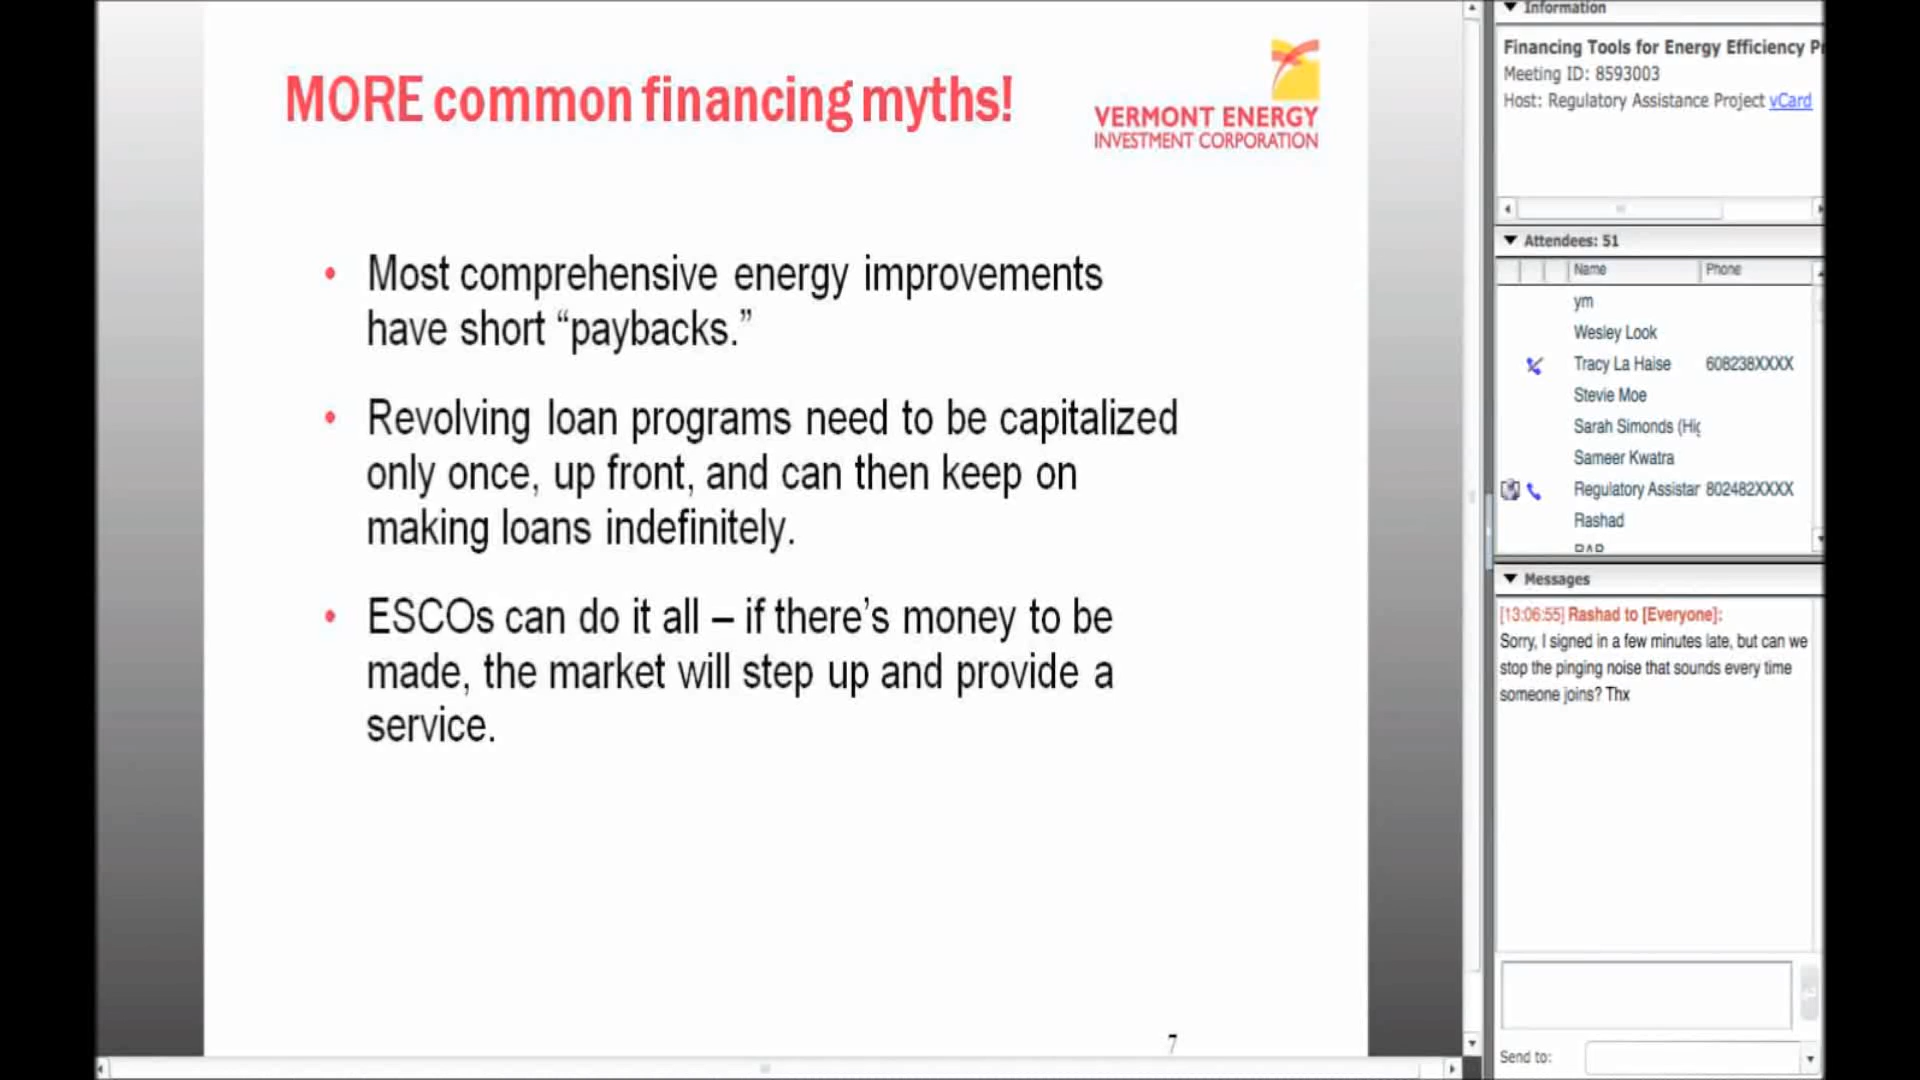 MORE common financing myths!
VERMONT ENERGY
INVESTMENT CORPORATION
• Most comprehensive energy improvements
have short “paybacks.”
• Revolving loan programs need to be capitalized
only once, up front, and can then keep on
making loans indefinitely.
• ESCOs can do it all – if there’s money to be
made, the market will step up and provide a
service.
7
Information
Financing Tools for Energy Efficiency
Meeting ID: 8593003
Host: Regulatory Assistance Project vCard
Attendees: 51
Name Phone
ym
Wesley Look
Tracy La Haise 608238XXXX
Stevie Moe
Sarah Simonds
Sameer Kwatra
Regulatory Assistar 802482XXXX
Rashad
Messages
[13:06:55] Rashad to [Everyone]:
Sorry, I signed in a few minutes late, but can we
stop the pinging noise that sounds every time
someone joins? Thx
Send to: